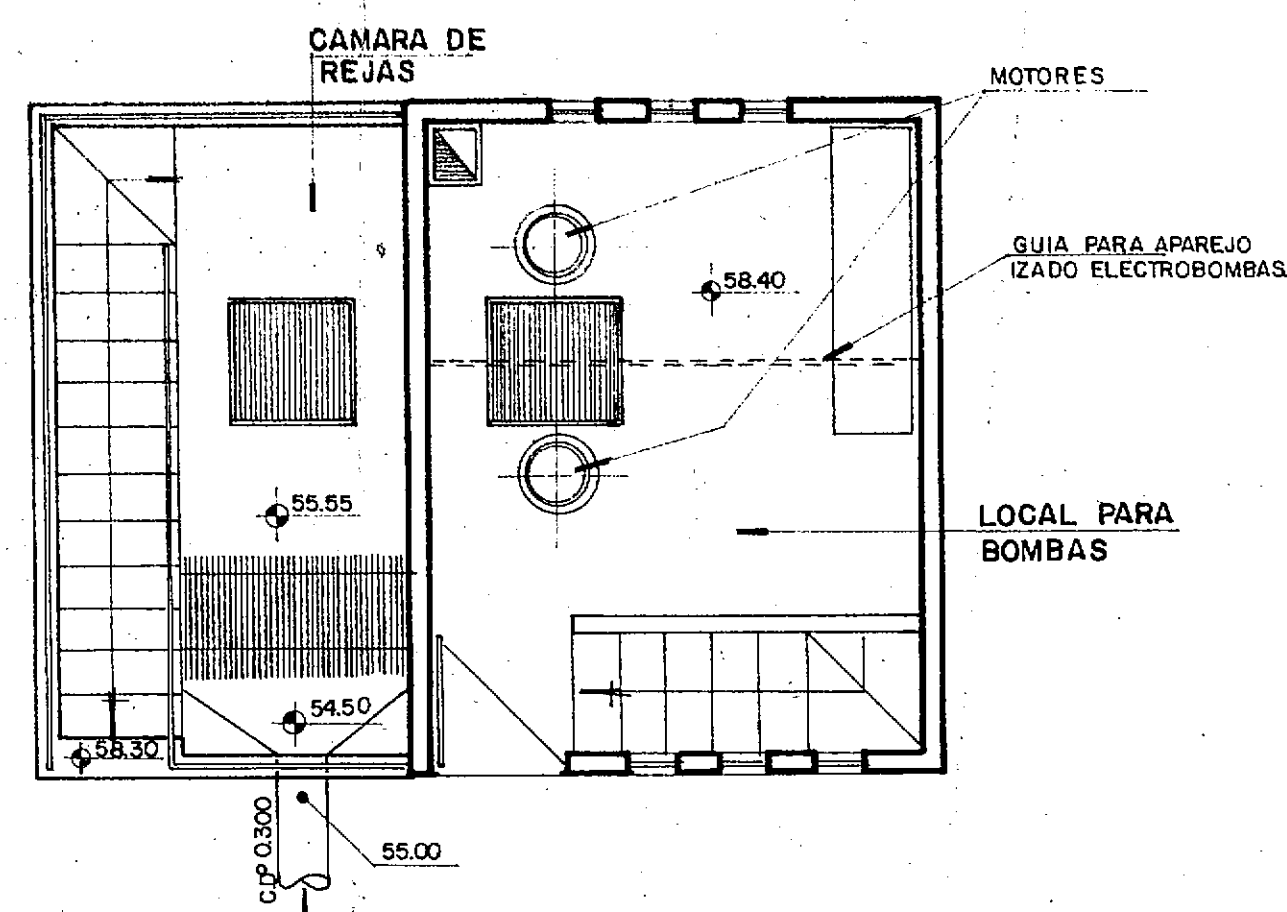 CAMARA DE
REJAS
MOTORES
GUIA PARA APAREJO
IZADO ELECTROBOMBAS.
58.40
55.55
LOCAL PARA
BOMBAS
54.50
58.30
55.00
0.300